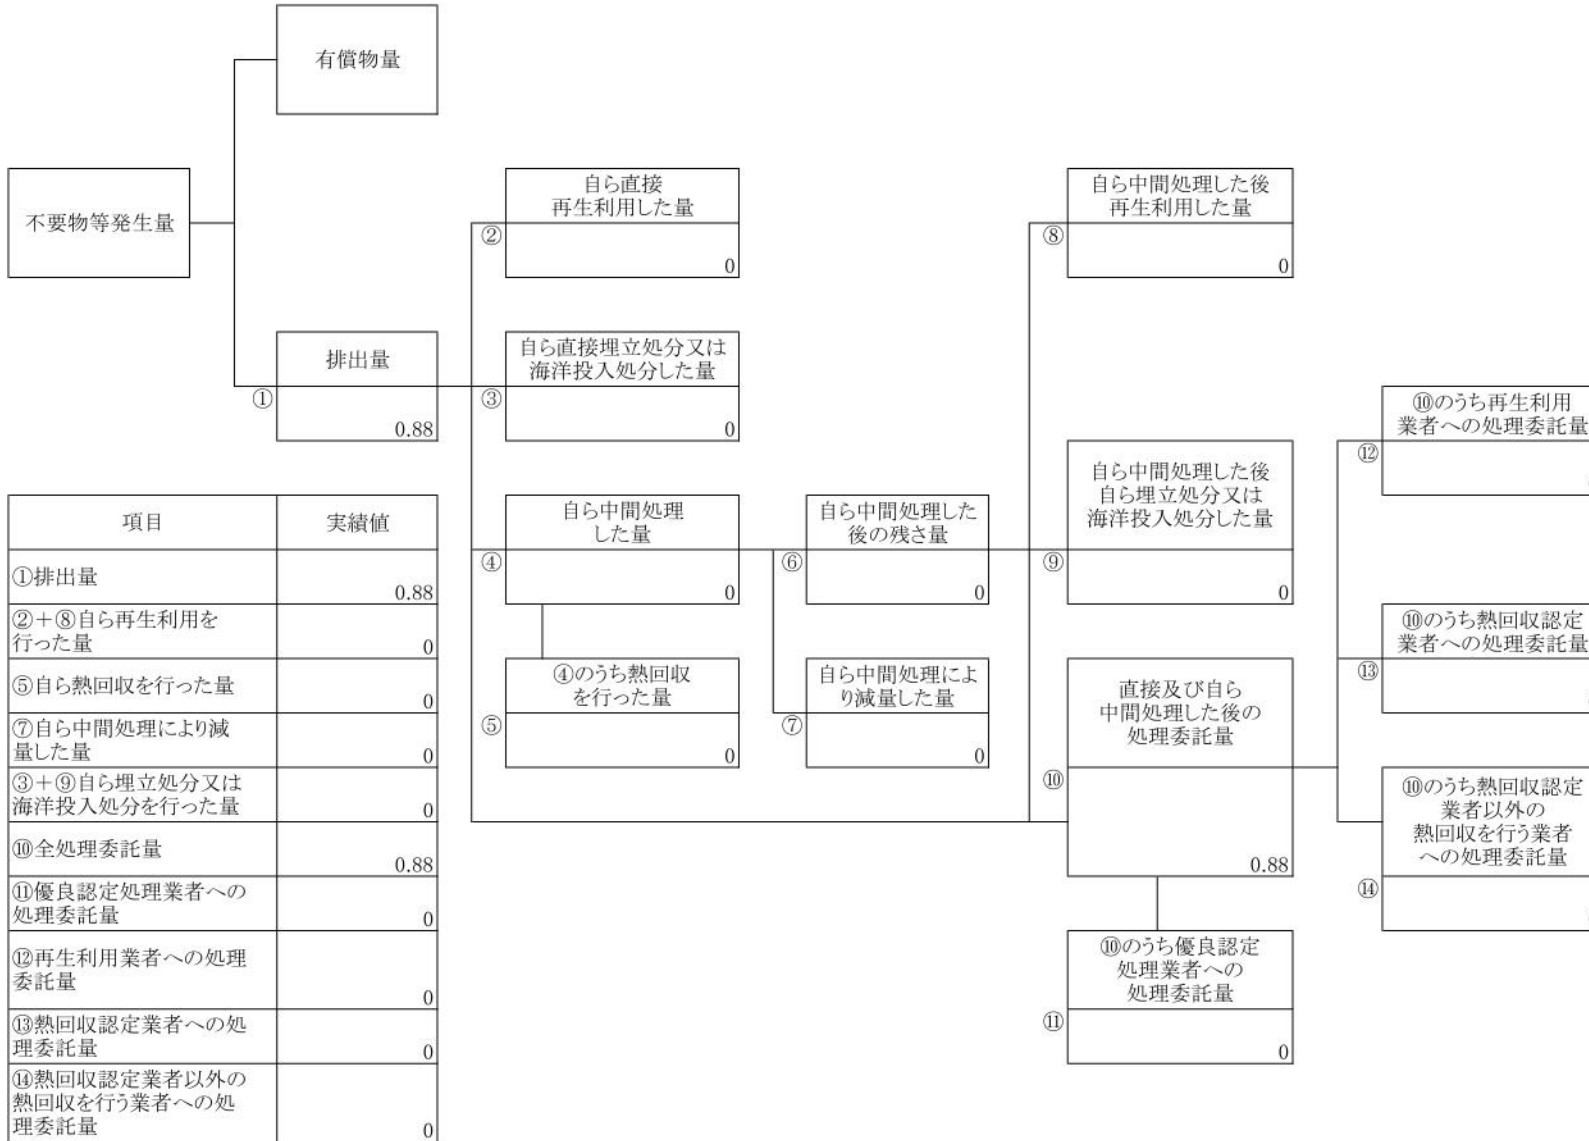 有償物量
不要物等発生量
自ら直接
再生利用した量
②
0
自ら中間処理した後
再生利用した量
⑧
0
排出量
①
0.88
自ら直接埋立処分又は
海洋投入処分した量
③
0
⑩のうち再生利用
業者への処理委託量
⑫
自ら中間処理した後
自ら埋立処分又は
海洋投入処分した量
⑨
0
自ら中間処理
した量
④
0
自ら中間処理した
後の残さ量
⑥
0
⑩のうち熱回収認定
業者への処理委託量
⑬
④のうち熱回収
を行った量
⑤
0
自ら中間処理によ
り減量した量
⑦
0
直接及び自ら
中間処理した後の
処理委託量
⑩
0.88
⑩のうち熱回収認定
業者以外の
熱回収を行う業者
への処理委託量
⑭
⑩のうち優良認定
処理業者への
処理委託量
⑪
0
項目 実績値
①排出量 0.88
②＋⑧自ら再生利用を
行った量 0
⑤自ら熱回収を行った量 0
⑦自ら中間処理により減
量した量 0
③＋⑨自ら埋立処分又は
海洋投入処分を行った量 0
⑩全処理委託量 0.88
⑪優良認定処理業者への
処理委託量 0
⑫再生利用業者への処理
委託量 0
⑬熱回収認定業者への処
理委託量 0
⑭熱回収認定業者以外の
熱回収を行う業者への処
理委託量 0